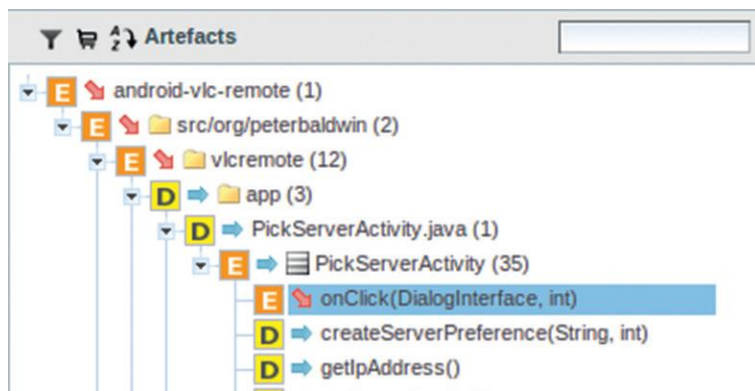 Artefacts
E android-vlc-remote (1)
E src/org/peterbaldwin (2)
E vlcremote (12)
D app (3)
D PickServerActivity.java (1)
E PickServerActivity (35)
E onClick(DialogInterface, int)
D createServerPreference(String, int)
D getIpAddress()